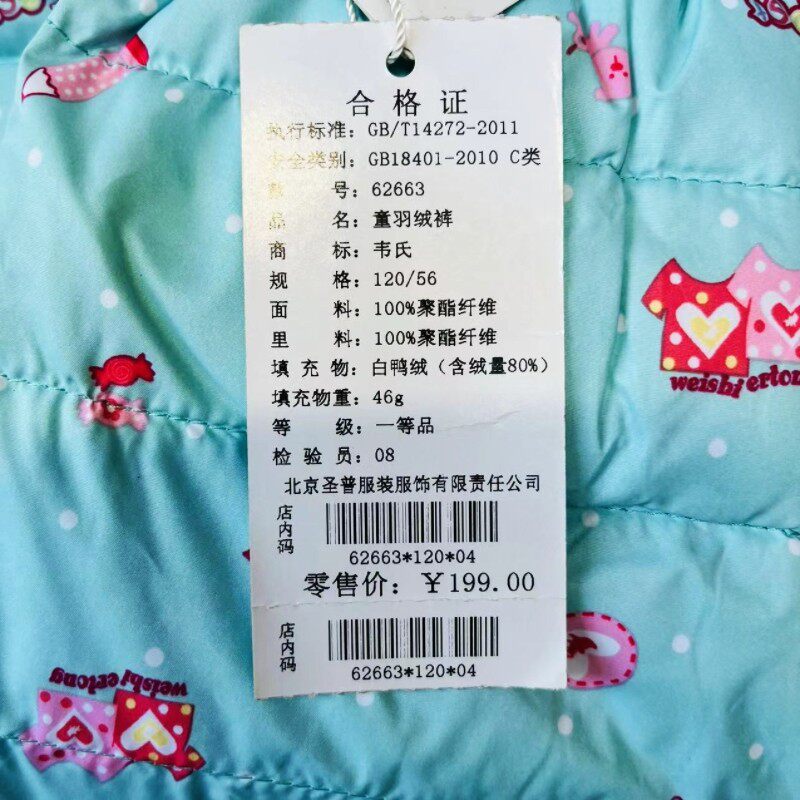 合格证
执行标准: GB/T14272-2011
安全类别: GB18401-2010 C类
号: 62663
品名: 童羽绒裤
商标: 韦氏
规格: 120/56
面料: 100%聚酯纤维
里料: 100%聚酯纤维
填充物: 白鸭绒（含绒量80%）
填充物重: 46g
等级: 一等品
检验员: 08
北京圣普服装服饰有限责任公司
店内码
62663*120*04
零售价: ￥199.00
店内码
62663*120*04
weishi ertong
weishi ertong